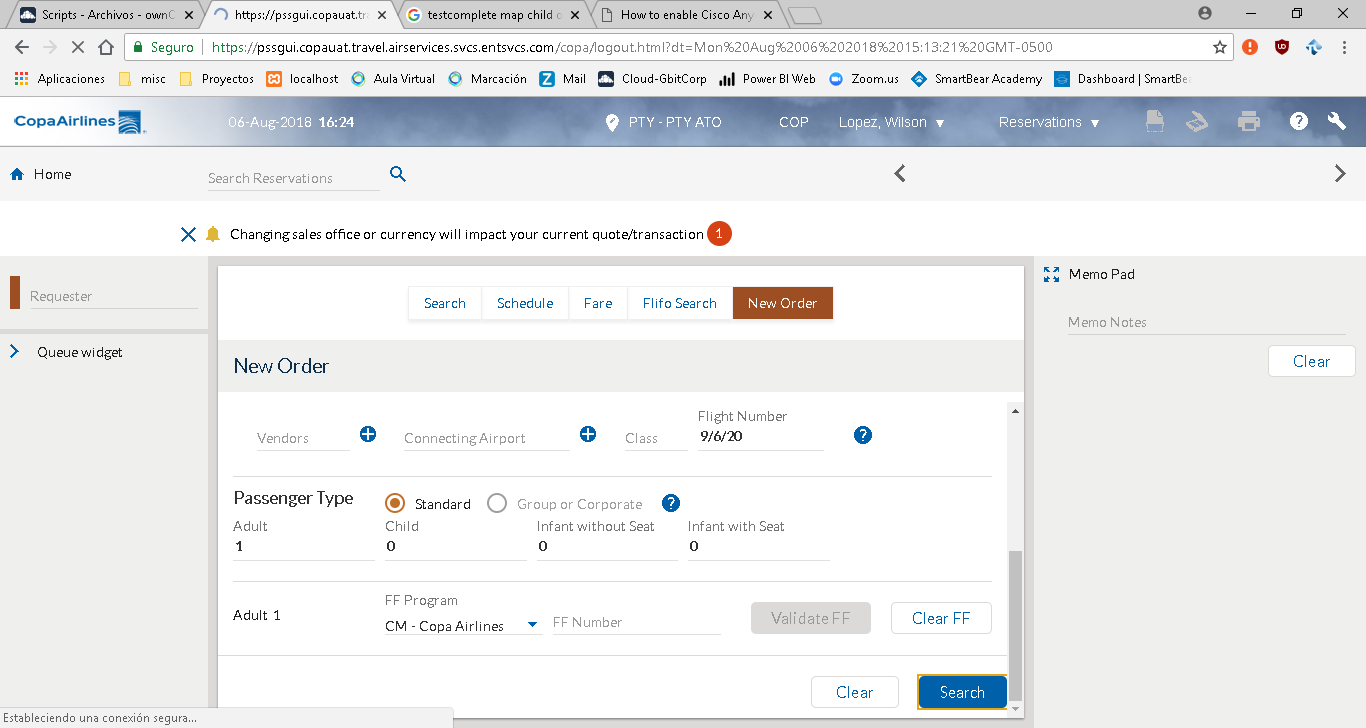 Scripts - Archivos - ownC
https://pssgui.copauat.tra
testcomplete map child o
How to enable Cisco Any
Seguro
https://pssgui.copauat.travel.airservices.svcs.entsvcs.com/copa/logout.html?dt=Mon%20Aug%2006%202018%2015:13:21%20GMT-0500
Aplicaciones misc Proyectos localhost Aula Virtual Marcación Mail Cloud-GbitCorp Power BI Web Zoom.us SmartBear Academy Dashboard | SmartBea
CopaAirlines 06-Aug-2018 16:24 PTY - PTY ATO COP Lopez, Wilson Reservations
Home Search Reservations
Changing sales office or currency will impact your current quote/transaction 1
Requester
Queue widget
Search Schedule Fare Flifo Search New Order
New Order
Flight Number
Vendors Connecting Airport Class 9/6/20
Passenger Type Standard Group or Corporate
Adult Child Infant without Seat Infant with Seat
1 0 0 0
FF Program
Adult 1 CM - Copa Airlines FF Number Validate FF Clear FF
Clear Search
Memo Pad
Memo Notes
Clear
Estableciendo una conexión segura...